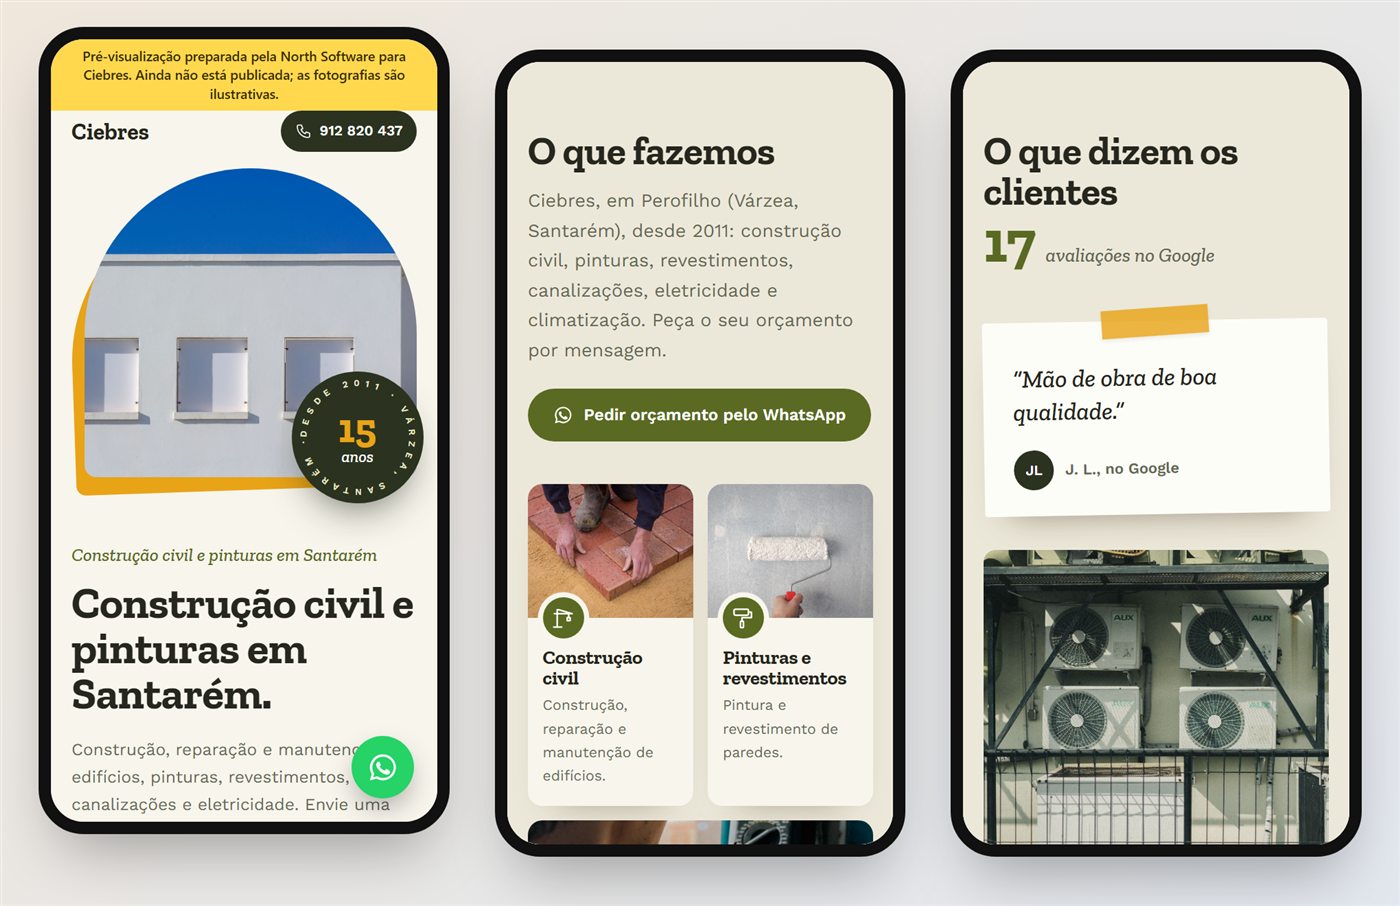 Pré-visualização preparada pela North Software para
Ciebres. Ainda não está publicada; as fotografias são
ilustrativas.
Ciebres
912 820 437
DESDE 2011 · VÁRZEA, SANTARÉM ·
15
anos
Construção civil e pinturas em Santarém
Construção civil e
pinturas em
Santarém.
Construção, reparação e manutenç
edifícios, pinturas, revestimentos,
canalizações e eletricidade. Envie uma
O que fazemos
Ciebres, em Perofilho (Várzea,
Santarém), desde 2011: construção
civil, pinturas, revestimentos,
canalizações, eletricidade e
climatização. Peça o seu orçamento
por mensagem.
Pedir orçamento pelo WhatsApp
Construção
civil
Construção,
reparação e
manutenção de
edifícios.
Pinturas e
revestimentos
Pintura e
revestimento de
paredes.
O que dizem os
clientes
17 avaliações no Google
“Mão de obra de boa
qualidade.”
JL
J. L., no Google
AUX
AUX